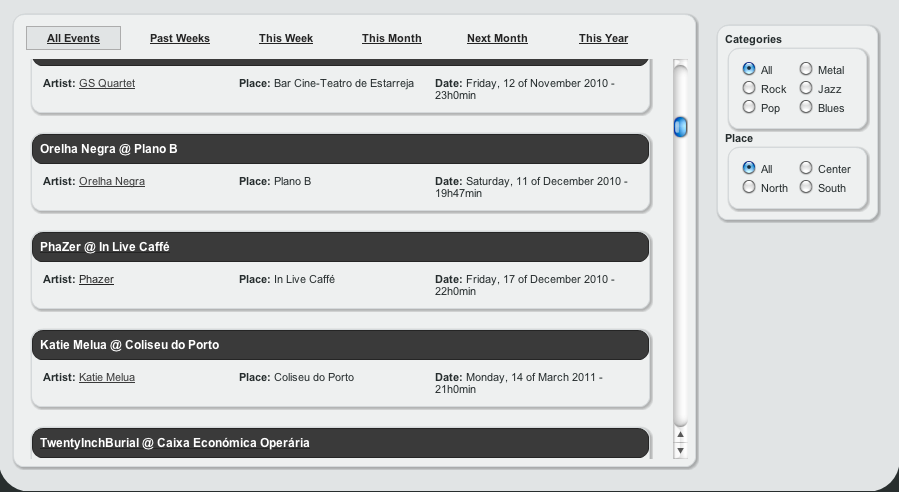 All Events Past Weeks This Week This Month Next Month This Year
Artist: GS Quartet Place: Bar Cine-Teatro de Estarreja Date: Friday, 12 of November 2010 -
23h0min
Orelha Negra @ Plano B
Artist: Orelha Negra Place: Plano B Date: Saturday, 11 of December 2010 -
19h47min
PhaZer @ In Live Caffé
Artist: Phazer Place: In Live Caffé Date: Friday, 17 of December 2010 -
22h0min
Katie Melua @ Coliseu do Porto
Artist: Katie Melua Place: Coliseu do Porto Date: Monday, 14 of March 2011 -
21h0min
TwentyInchBurial @ Caixa Económica Operária
Categories
All Metal
Rock Jazz
Pop Blues
Place
All Center
North South